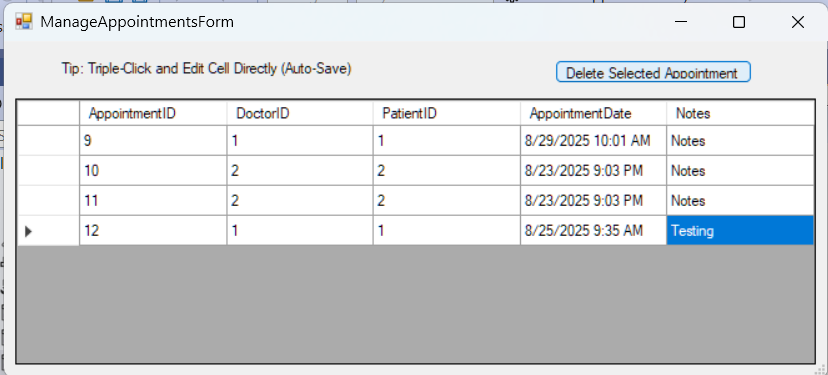 ManageAppointmentsForm
Tip: Triple-Click and Edit Cell Directly (Auto-Save) Delete Selected Appointment
AppointmentID DoctorID PatientID AppointmentDate Notes
9 1 1 8/29/2025 10:01 AM Notes
10 2 2 8/23/2025 9:03 PM Notes
11 2 2 8/23/2025 9:03 PM Notes
12 1 1 8/25/2025 9:35 AM Testing